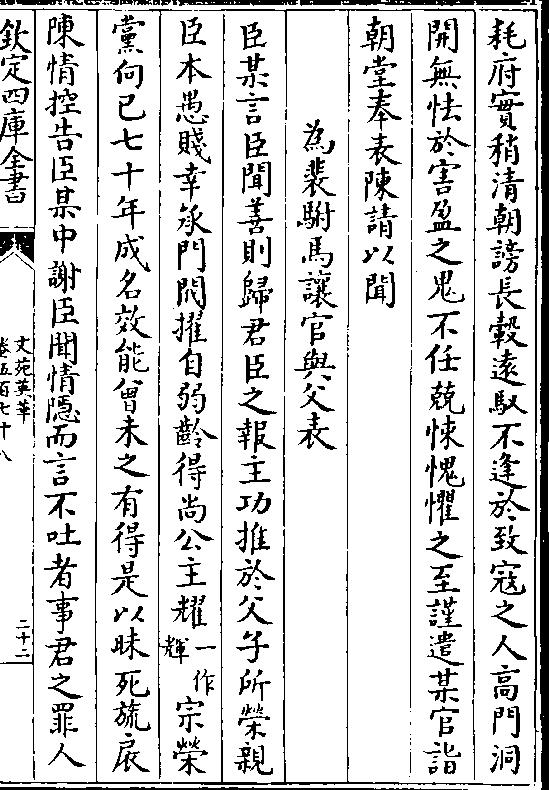 耗府實稍清朝謗長轂遠馭不逢於致寇之人高門洞
開無怯於害盈之鬼不任兢悚愧懼之至謹遣某官詣
朝堂奉表陳請以聞
為裴駙馬讓官與父表
臣某言臣聞善則歸君臣之報主功推於父子所榮親
臣本愚賤幸承門閥擢自弱齡得尚公主耀一作輝宗榮
黨向已七十年成名效能曾未之有得是以昧死旒扆
陳情控告臣某中謝臣聞情隱而言不吐者事君之罪人
欽定四庫全書
文苑英華
卷五百七十八
二十二